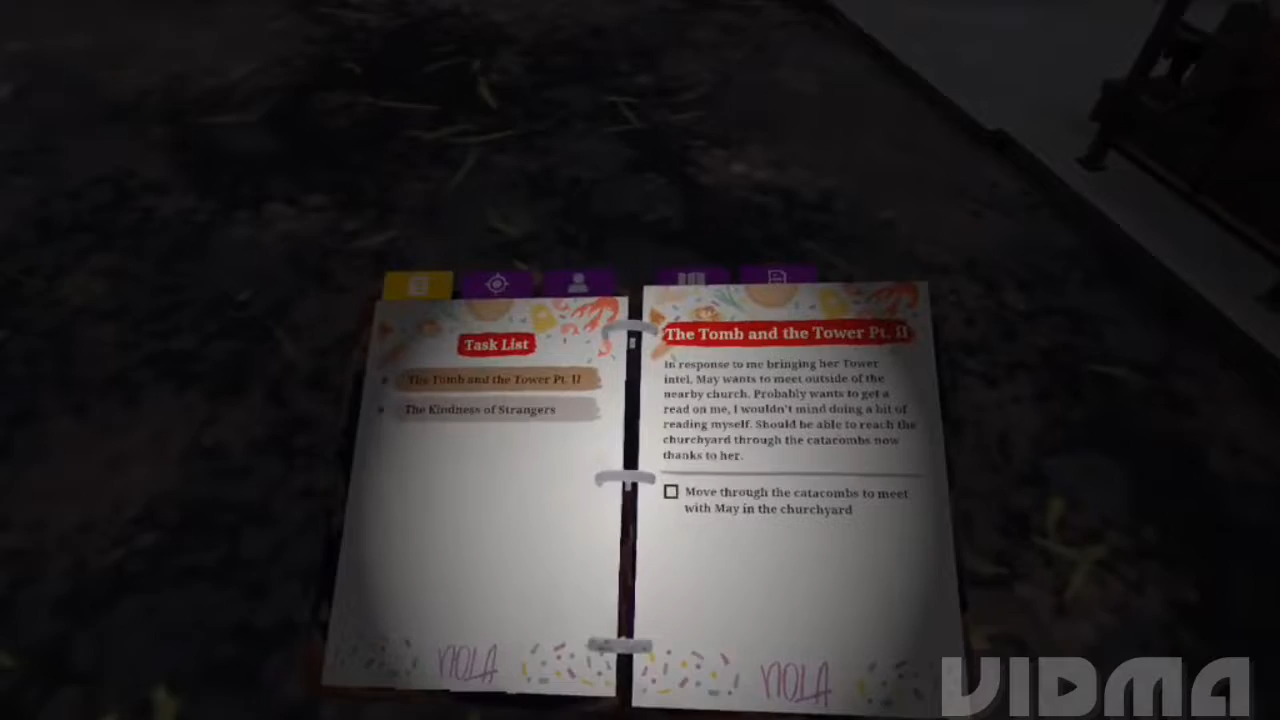 Task List
The Tomb and the Tower Pt. II
The Kindness of Strangers
NOLA
The Tomb and the Tower Pt. II
In response to me bringing her Tower
intel, May wants to meet outside of the
nearby church. Probably wants to get a
read on me, I wouldn't mind doing a bit of
reading myself. Should be able to reach the
churchyard through the catacombs now
thanks to her.
Move through the catacombs to meet
with May in the churchyard
NOLA
VIDMA